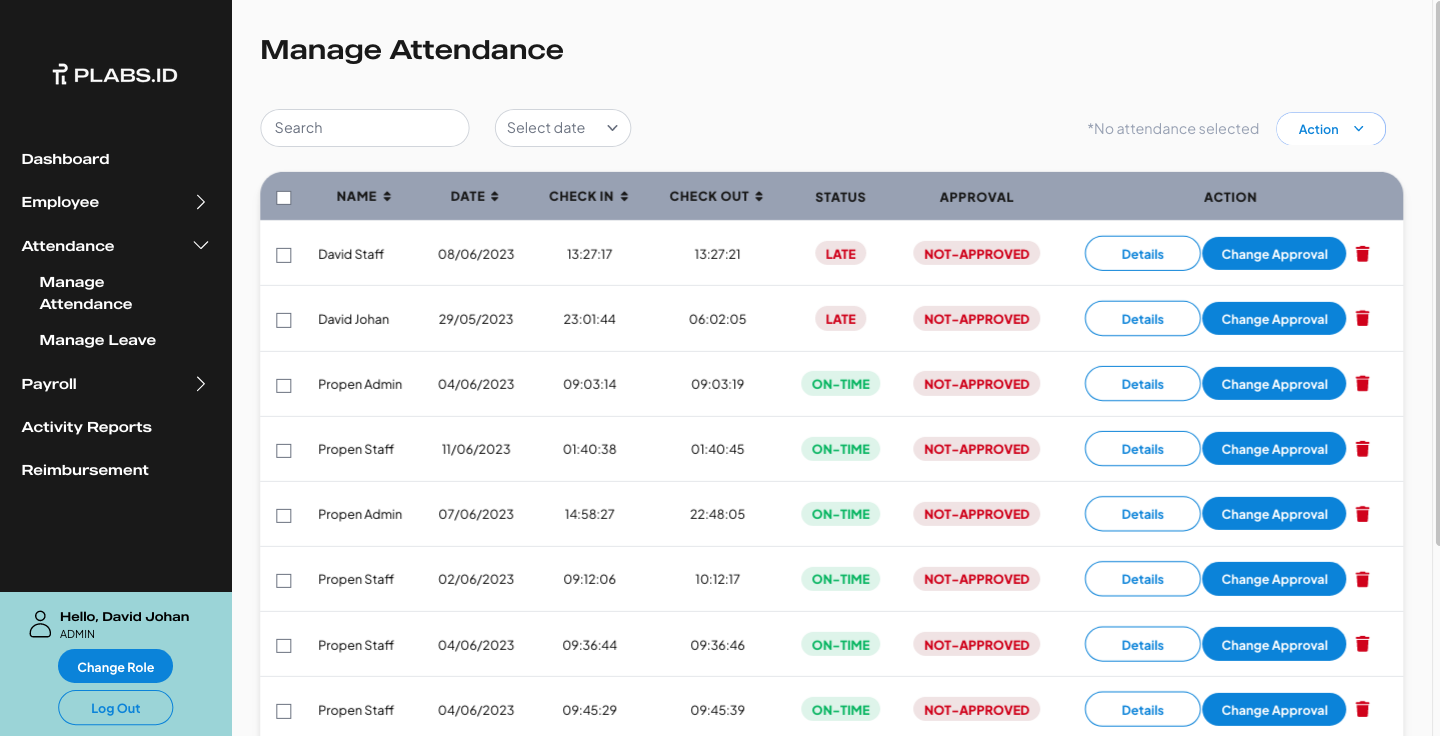 PLABS.ID
Dashboard
Employee
Attendance
Manage
Attendance
Manage Leave
Payroll
Activity Reports
Reimbursement
Hello, David Johan
ADMIN
Change Role
Log Out
Manage Attendance
Search Select date *No attendance selected Action
NAME DATE CHECK IN CHECK OUT STATUS APPROVAL ACTION
David Staff 08/06/2023 13:27:17 13:27:21 LATE NOT-APPROVED Details Change Approval
David Johan 29/05/2023 23:01:44 06:02:05 LATE NOT-APPROVED Details Change Approval
Propen Admin 04/06/2023 09:03:14 09:03:19 ON-TIME NOT-APPROVED Details Change Approval
Propen Staff 11/06/2023 01:40:38 01:40:45 ON-TIME NOT-APPROVED Details Change Approval
Propen Admin 07/06/2023 14:58:27 22:48:05 ON-TIME NOT-APPROVED Details Change Approval
Propen Staff 02/06/2023 09:12:06 10:12:17 ON-TIME NOT-APPROVED Details Change Approval
Propen Staff 04/06/2023 09:36:44 09:36:46 ON-TIME NOT-APPROVED Details Change Approval
Propen Staff 04/06/2023 09:45:29 09:45:39 ON-TIME NOT-APPROVED Details Change Approval